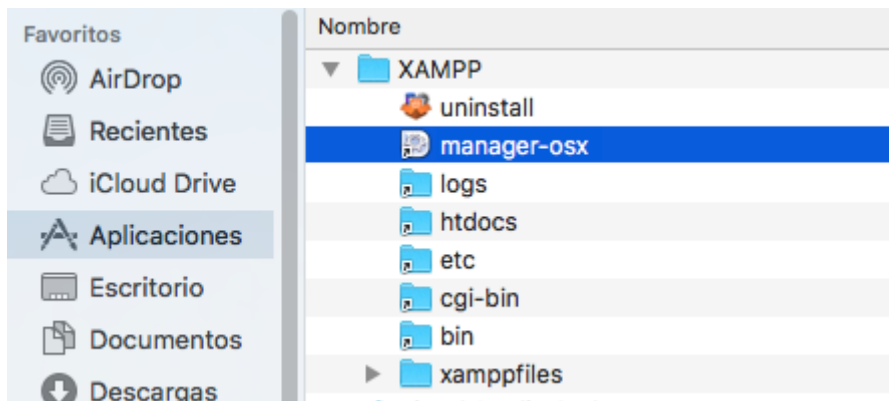 Favoritos
AirDrop
Recientes
iCloud Drive
Aplicaciones
Escritorio
Documentos
Descargas
Nombre
XAMPP
uninstall
manager-osx
logs
htdocs
etc
cgi-bin
bin
xamppfiles